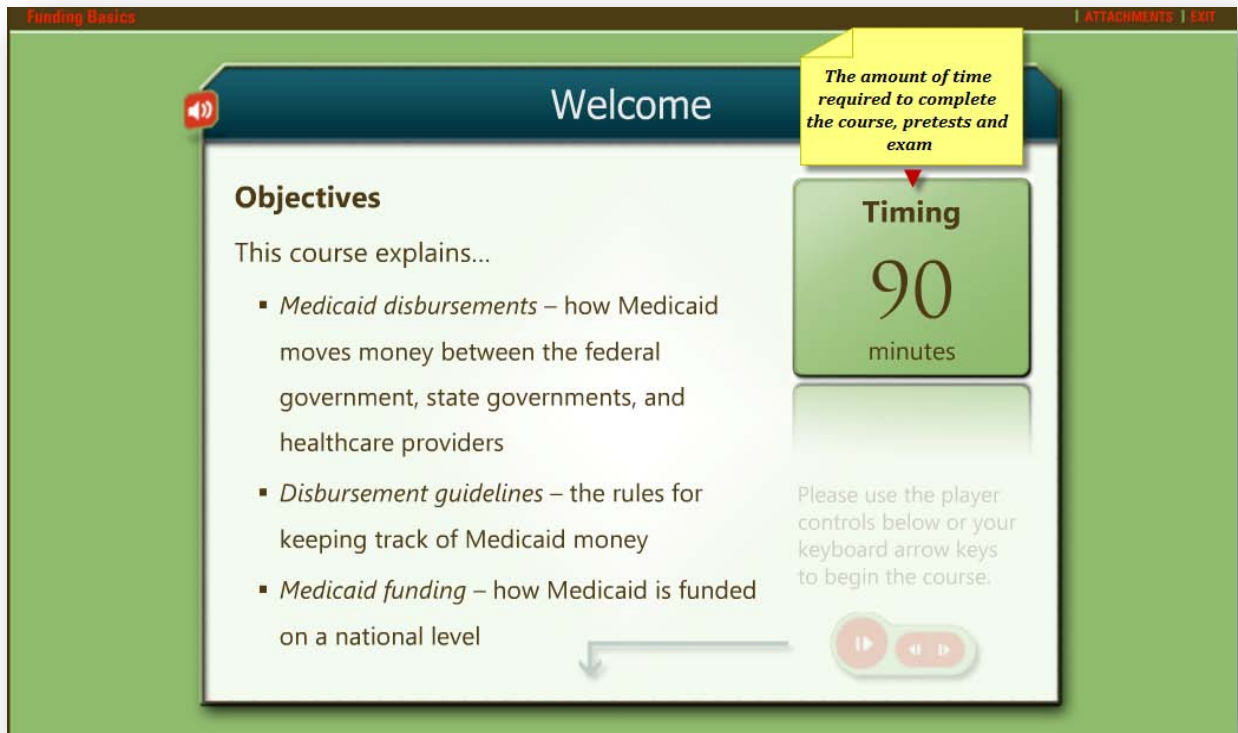 Funding Basics
| ATTACHMENTS | EXIT
Welcome
The amount of time
required to complete
the course, pretests and
exam
Objectives
This course explains...
▪ Medicaid disbursements – how Medicaid
moves money between the federal
government, state governments, and
healthcare providers
▪ Disbursement guidelines – the rules for
keeping track of Medicaid money
▪ Medicaid funding – how Medicaid is funded
on a national level
Timing
90
minutes
Please use the player
controls below or your
keyboard arrow keys
to begin the course.